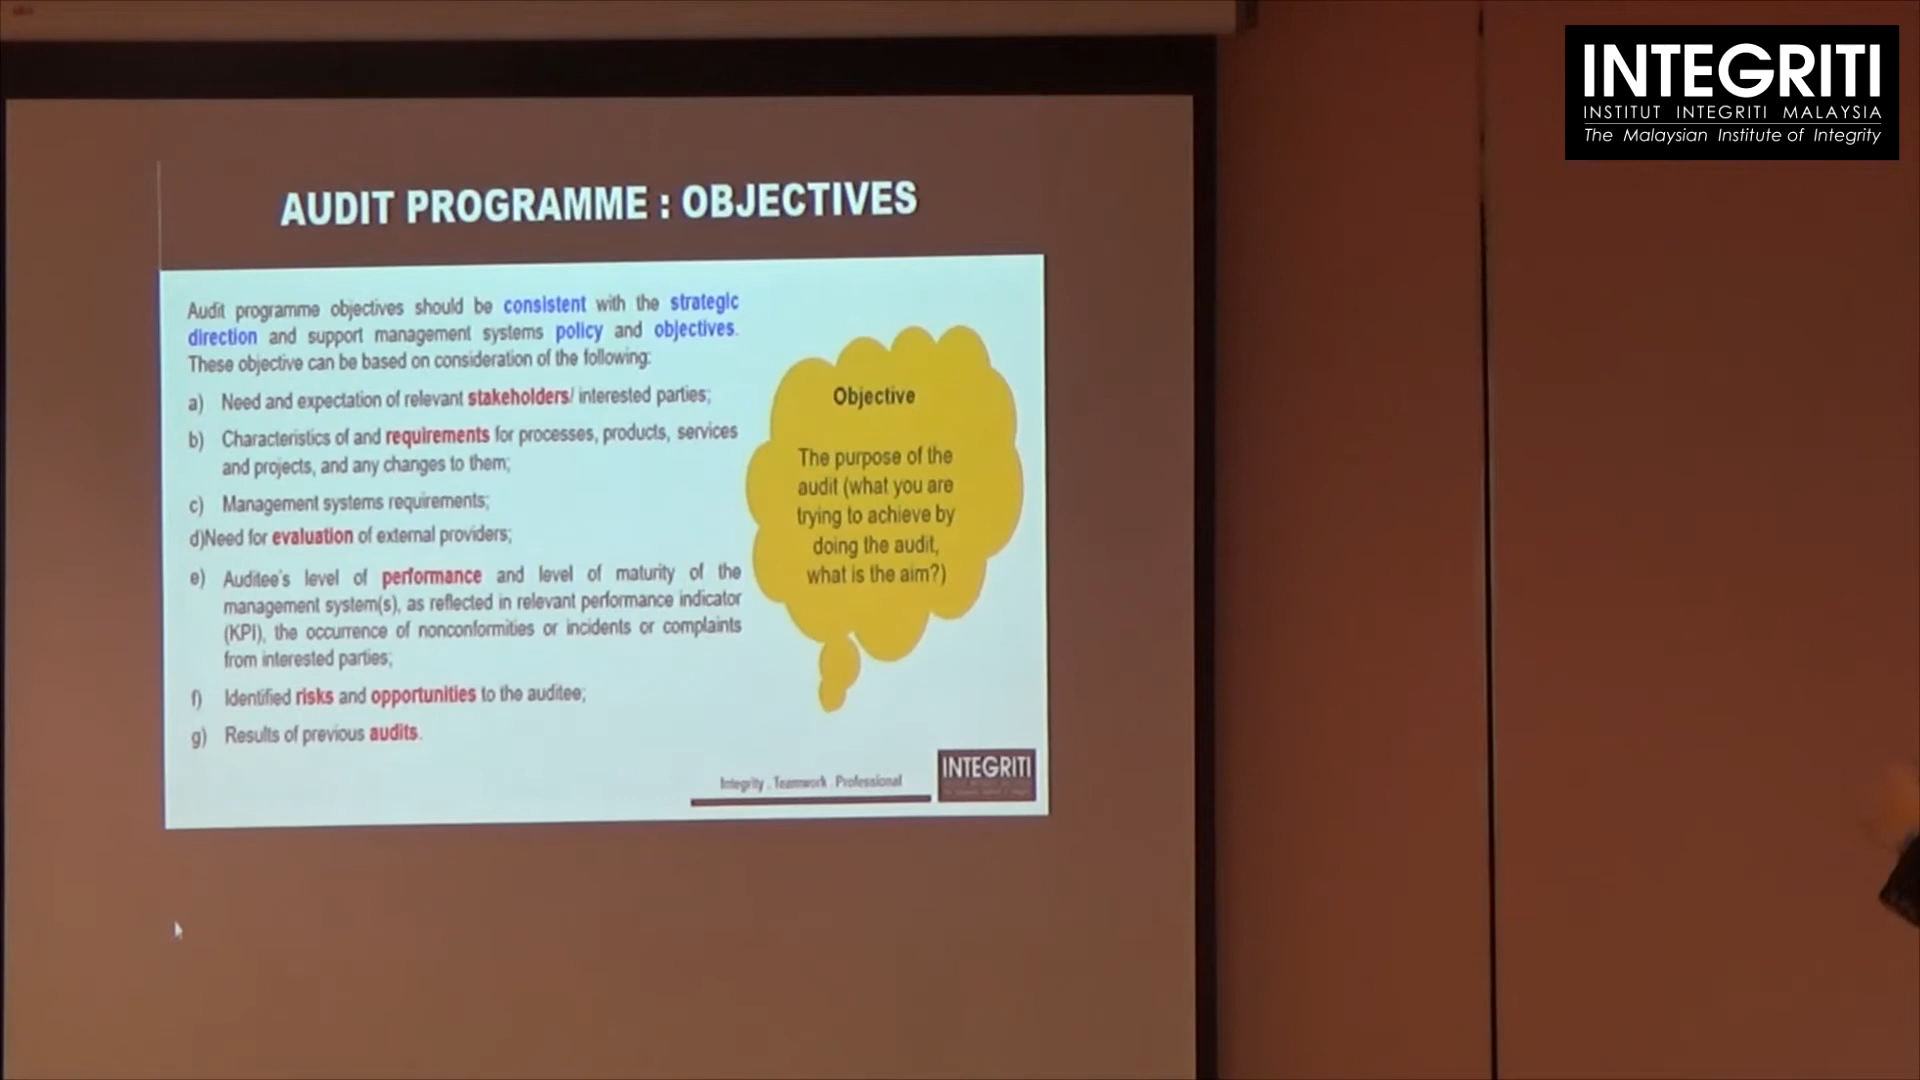 INTEGRITI
INSTITUT INTEGRITI MALAYSIA
The Malaysian Institute of Integrity
AUDIT PROGRAMME : OBJECTIVES
Audit programme objectives should be consistent with the strategic
direction and support management systems policy and objectives.
These objective can be based on consideration of the following:
a) Need and expectation of relevant stakeholders/ interested parties;
b) Characteristics of and requirements for processes, products, services
and projects, and any changes to them;
c) Management systems requirements;
d)Need for evaluation of external providers;
e) Auditee's level of performance and level of maturity of the
management system(s), as reflected in relevant performance indicator
(KPI), the occurrence of nonconformities or incidents or complaints
from interested parties;
f) Identified risks and opportunities to the auditee;
g) Results of previous audits.
Objective
The purpose of the
audit (what you are
trying to achieve by
doing the audit,
what is the aim?)
Integrity . Teamwork . Professional
INTEGRITI